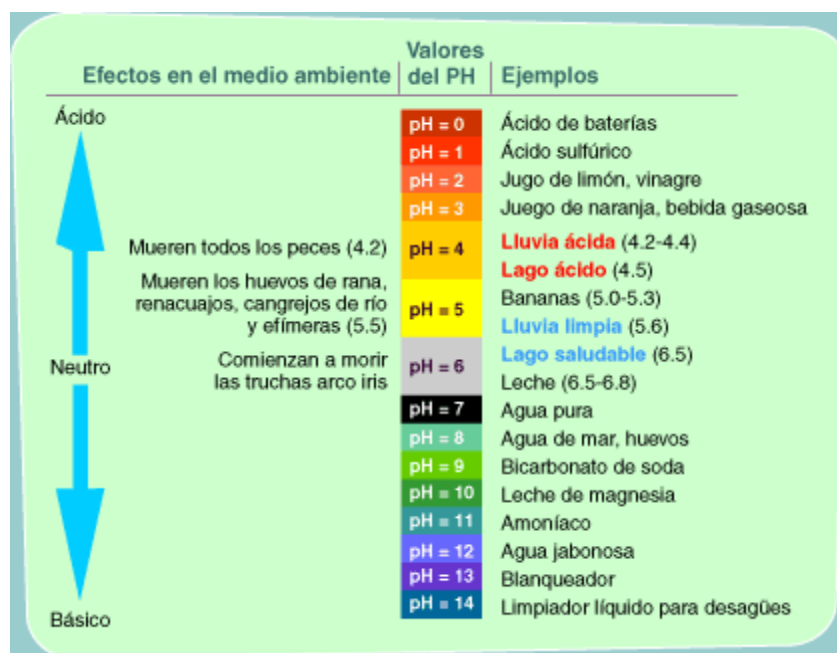 Efectos en el medio ambiente
Valores
del PH
Ejemplos
Ácido
pH = 0 Ácido de baterías
pH = 1 Ácido sulfúrico
pH = 2 Jugo de limón, vinagre
pH = 3 Juego de naranja, bebida gaseosa
Mueren todos los peces (4.2)
pH = 4
Lluvia ácida (4.2-4.4)
Lago ácido (4.5)
Mueren los huevos de rana,
renacuajos, cangrejos de río
y efímeras (5.5)
pH = 5
Bananas (5.0-5.3)
Lluvia limpia (5.6)
Neutro
Comienzan a morir
las truchas arco iris
pH = 6
Lago saludable (6.5)
Leche (6.5-6.8)
pH = 7 Agua pura
pH = 8 Agua de mar, huevos
pH = 9 Bicarbonato de soda
pH = 10 Leche de magnesia
pH = 11 Amoníaco
pH = 12 Agua jabonosa
pH = 13 Blanqueador
pH = 14 Limpiador líquido para desagües
Básico